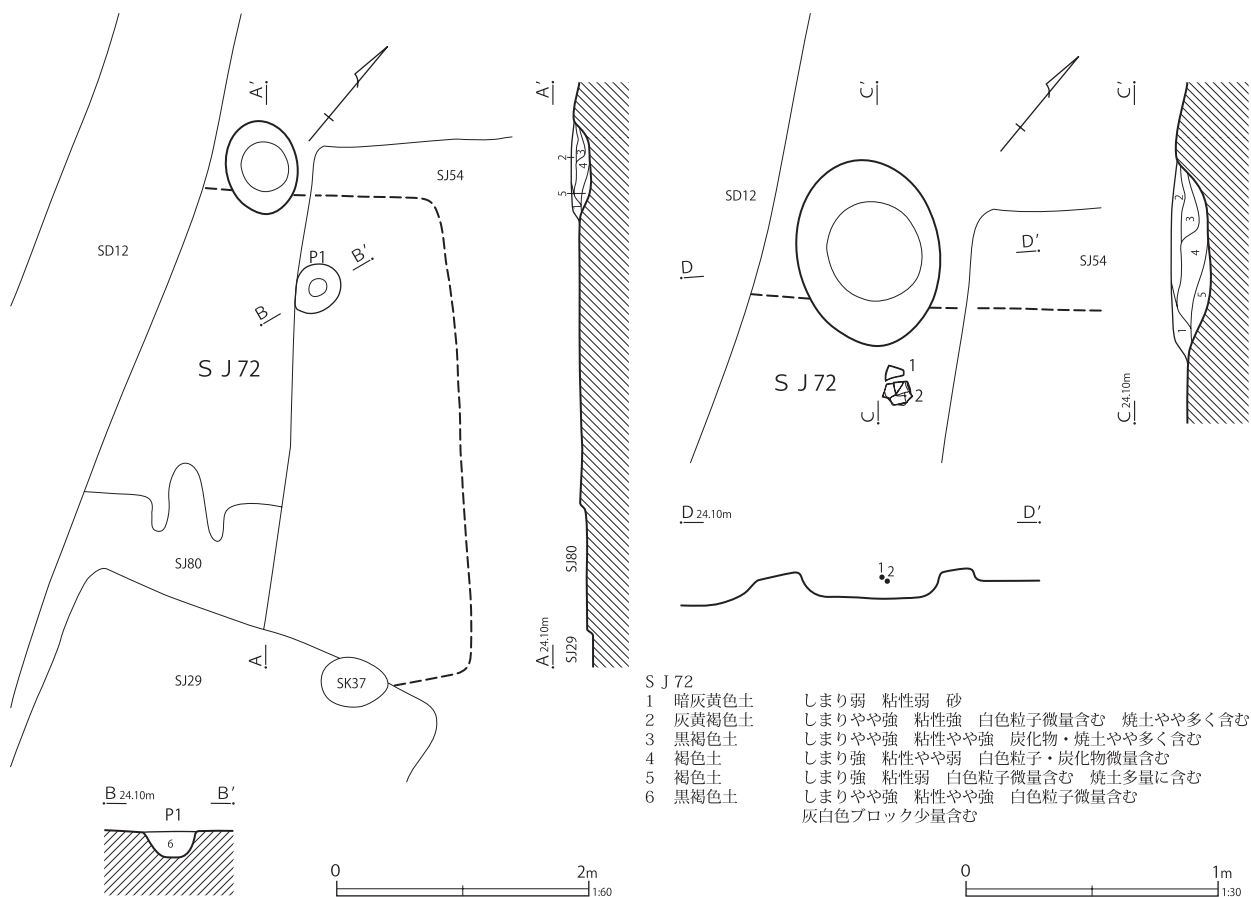 A′
SJ54
SD12
P1
B′
B
ＳＪ72
SJ80
A
SJ29
SK37
A′
2
3
4
5
1
SJ80
A 24.10m
SJ29
B 24.10m
B′
P1
6
0
2m
1:60
C′
SD12
D
D′
SJ54
ＳＪ72
1
2
C
C′
2
3
4
5
1
C 24.10m
D 24.10m
D′
1
2
ＳＪ72
1 暗灰黄色土 しまり弱 粘性弱 砂
2 灰黄褐色土 しまりやや強 粘性強 白色粒子微量含む 焼土やや多く含む
3 黒褐色土 しまりやや強 粘性やや強 炭化物・焼土やや多く含む
4 褐色土 しまり強 粘性やや弱 白色粒子・炭化物微量含む
5 褐色土 しまり強 粘性弱 白色粒子微量含む 焼土多量に含む
6 黒褐色土 しまりやや強 粘性やや強 白色粒子微量含む
灰白色ブロック少量含む
0
1m
1:30